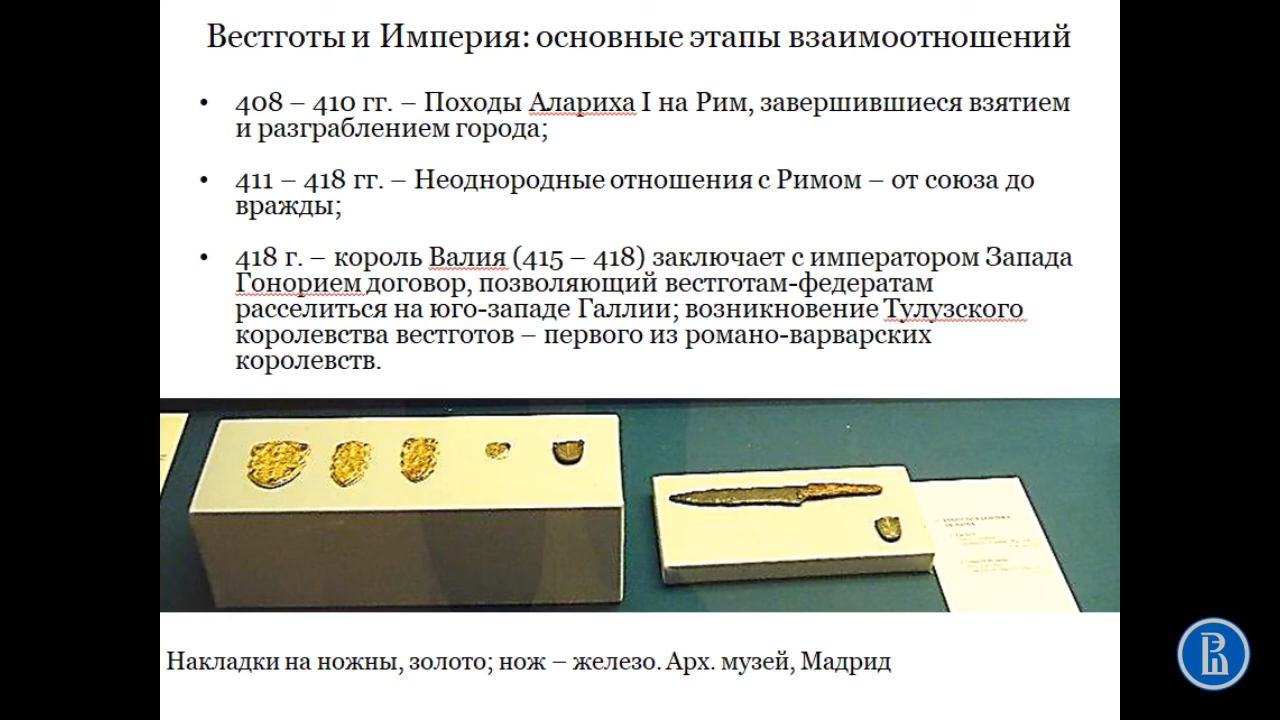 Вестготы и Империя: основные этапы взаимоотношений
• 408 – 410 гг. – Походы Алариха I на Рим, завершившиеся взятием
и разграблением города;
• 411 – 418 гг. – Неоднородные отношения с Римом – от союза до
вражды;
• 418 г. – король Валия (415 – 418) заключает с императором Запада
Гонорием договор, позволяющий вестготам-федератам
расселиться на юго-западе Галлии; возникновение Тулузского
королевства вестготов – первого из романо-варварских
королевств.
Накладки на ножны, золото; нож – железо. Арх. музей, Мадрид